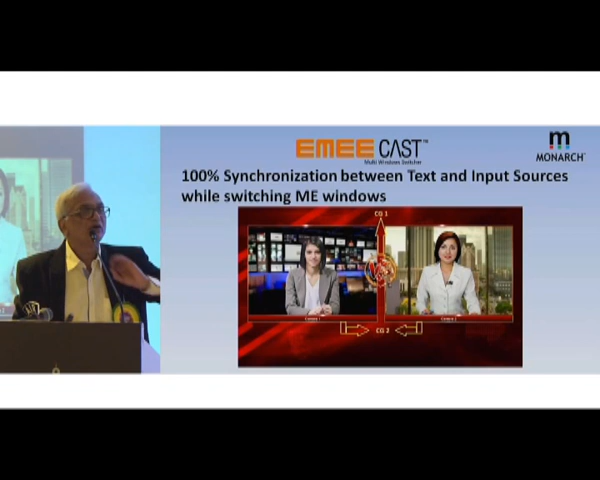 EMEE CAST™
Multi Windows Switcher
m
MONARCH
100% Synchronization between Text and Input Sources
while switching ME windows
CG 1
CG 2